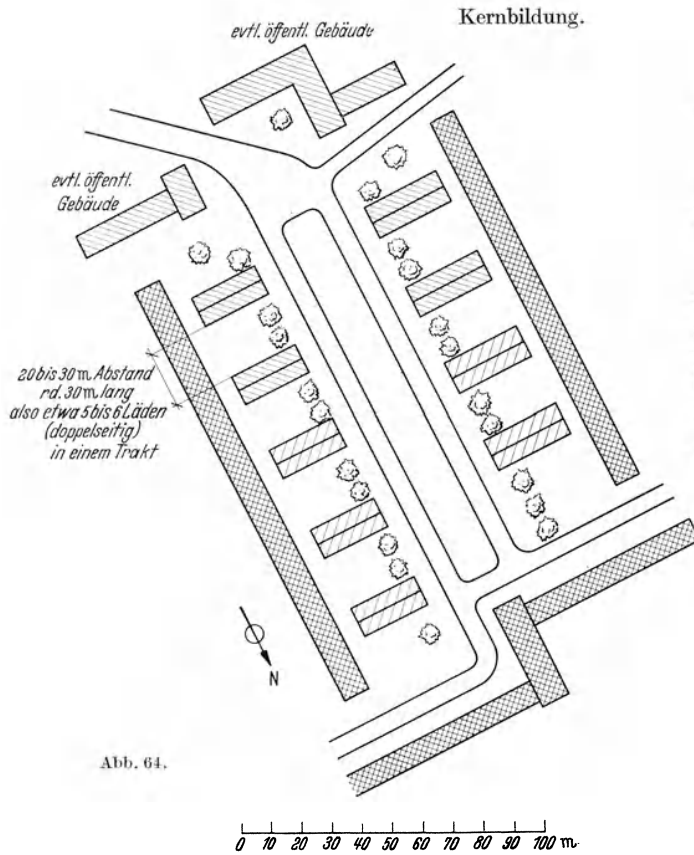 Kernbildung.
evtl. öffentl. Gebäude
evtl. öffentl.
Gebäude
20 bis 30 m Abstand
rd. 30 m lang
also etwa 5 bis 6 Läden
(doppelseitig)
in einem Trakt
N
Abb. 64.
0 10 20 30 40 50 60 70 80 90 100 m.